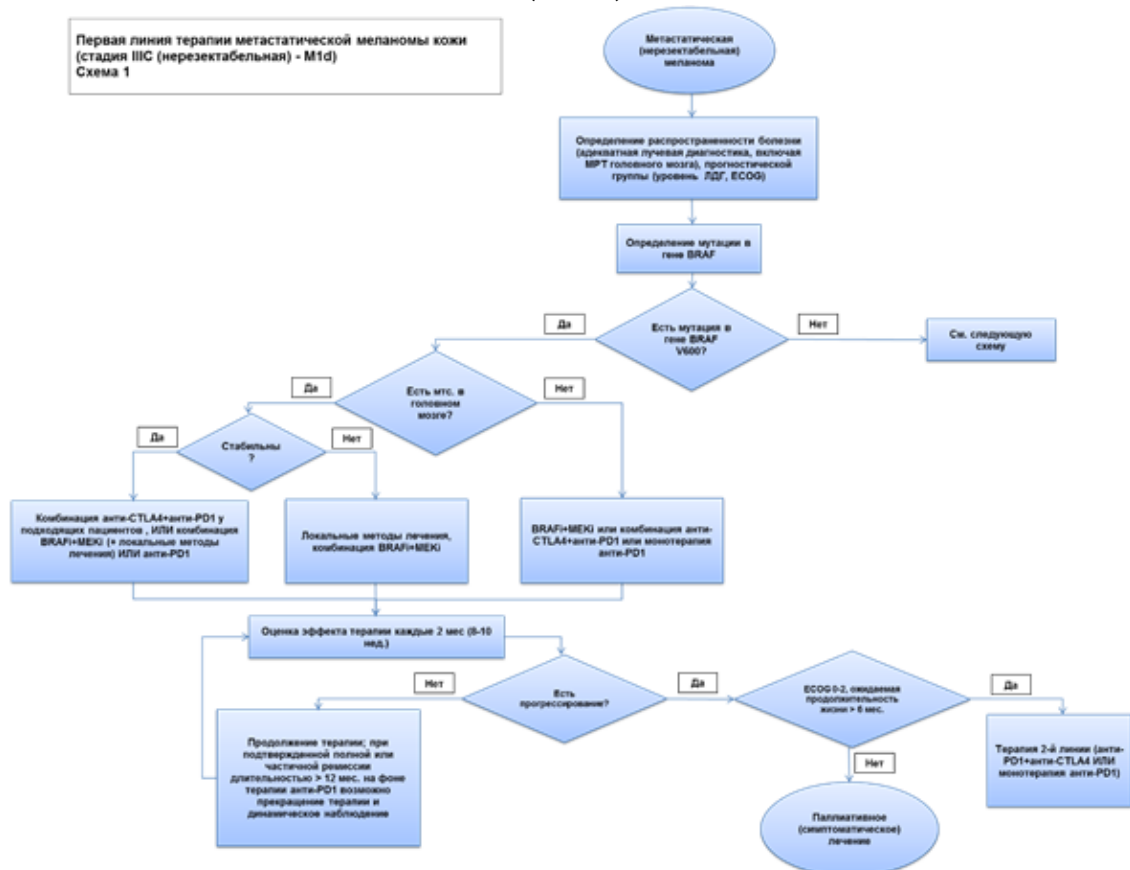 Первая линия терапии метастатической меланомы кожи
(стадия IIIC (нерезектабельная) - M1d)
Схема 1
Метастатическая
(нерезектабельная)
меланома
Определение распространенности болезни
(адекватная лучевая диагностика, включая
МРТ головного мозга), прогностической
группы (уровень ЛДГ, ECOG)
Определение мутации в
гене BRAF
Есть мутация в
гене BRAF
V600?
Да
Нет
См. следующую
схему
Есть мтс. в
головном
мозге?
Да
Нет
Стабильны
?
Да
Нет
Комбинация анти-CTLA4+анти-PD1 у
подходящих пациентов , ИЛИ комбинация
BRAFi+MEKi (+ локальные методы
лечения) ИЛИ анти-PD1
Локальные методы лечения,
комбинация BRAFi+MEKi
BRAFi+MEKi или комбинация анти-
CTLA4+анти-PD1 или монотерапия
анти-PD1
Оценка эффекта терапии каждые 2 мес (8-10
нед.)
Есть
прогрессирование?
Нет
Да
Продолжение терапии; при
подтвержденной полной или
частичной ремиссии
длительностью > 12 мес. на фоне
терапии анти-PD1 возможно
прекращение терапии и
динамическое наблюдение
ECOG 0-2, ожидаемая
продолжительность
жизни > 6 мес.
Да
Нет
Терапия 2-й линии (анти-
PD1+анти-CTLA4 ИЛИ
монотерапия анти-PD1)
Паллиативное
(симптоматическое)
лечение